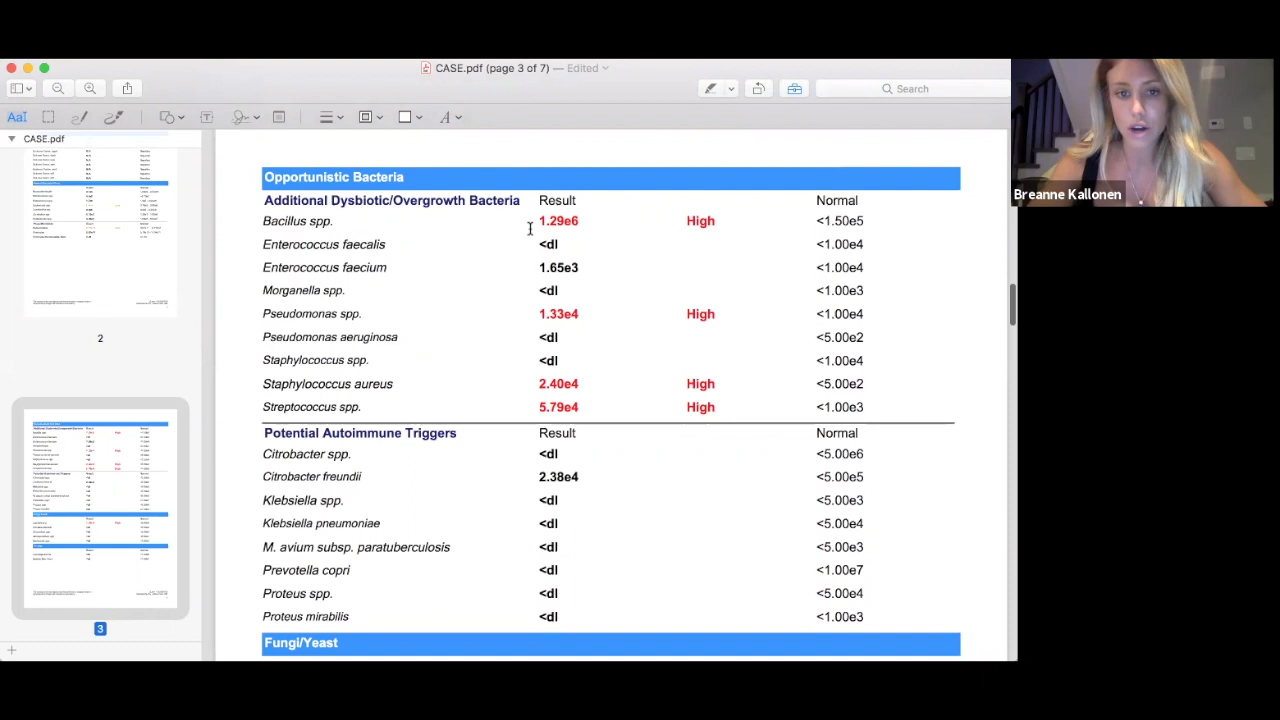 CASE.pdf (page 3 of 7) — Edited
Search
AaI
T
A
CASE.pdf
2
3
Breanne Kallonen
Opportunistic Bacteria
Additional Dysbiotic/Overgrowth Bacteria Result Normal
Bacillus spp. 1.29e6 High <1.50e5
Enterococcus faecalis <dl <1.00e4
Enterococcus faecium 1.65e3 <1.00e4
Morganella spp. <dl <1.00e3
Pseudomonas spp. 1.33e4 High <1.00e4
Pseudomonas aeruginosa <dl <5.00e2
Staphylococcus spp. <dl <1.00e4
Staphylococcus aureus 2.40e4 High <5.00e2
Streptococcus spp. 5.79e4 High <1.00e3
Potential Autoimmune Triggers Result Normal
Citrobacter spp. <dl <5.00e6
Citrobacter freundii 2.38e4 <5.00e5
Klebsiella spp. <dl <5.00e3
Klebsiella pneumoniae <dl <5.00e4
M. avium subsp. paratuberculosis <dl <5.00e3
Prevotella copri <dl <1.00e7
Proteus spp. <dl <5.00e4
Proteus mirabilis <dl <1.00e3
Fungi/Yeast